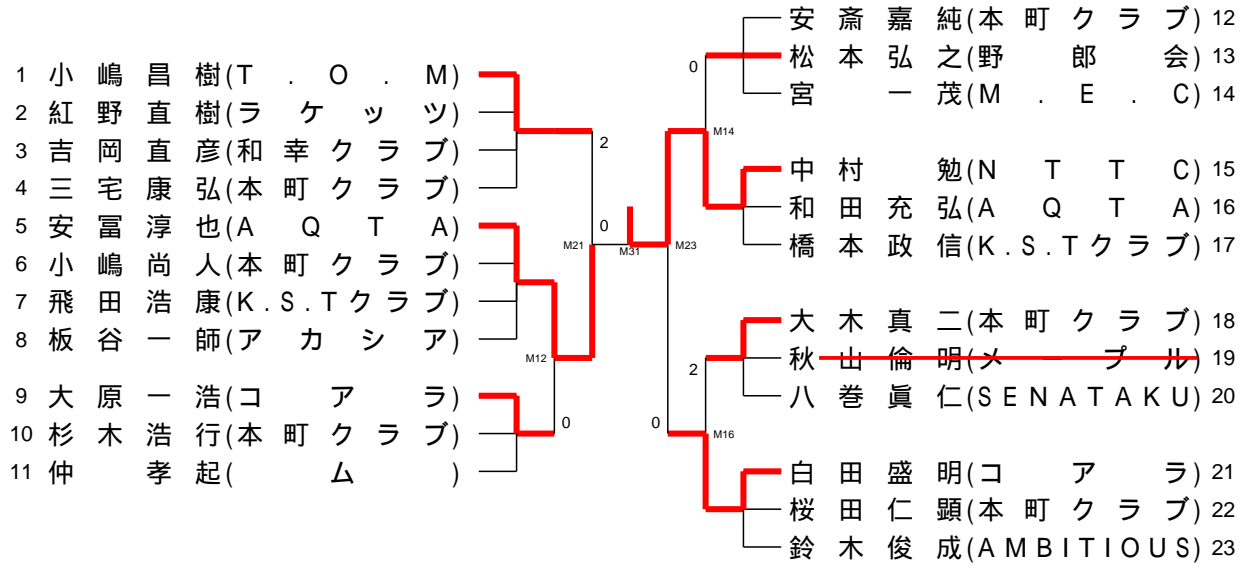 1 小嶋昌樹(T.O.M)
2 紅野直樹(ラケッツ)
3 吉岡直彦(和幸クラブ)
4 三宅康弘(本町クラブ)
5 安冨淳也(AQTA)
6 小嶋尚人(本町クラブ)
7 飛田浩康(K.S.Tクラブ)
8 板谷一師(アカシア)
9 大原一浩(コアラ)
10 杉木浩行(本町クラブ)
11 仲 孝起(ム)
2
0
M21
M12
0
M31
0
M14
M23
2
0
M16
安斎嘉純(本町クラブ) 12
松本弘之(野郎会) 13
宮 一茂(M.E.C) 14
中村 勉(NTTC) 15
和田充弘(AQTA) 16
橋本政信(K.S.Tクラブ) 17
大木真二(本町クラブ) 18
秋山倫明(メープル) 19
八巻眞仁(SENATAKU) 20
白田盛明(コアラ) 21
桜田仁顕(本町クラブ) 22
鈴木俊成(AMBITIOUS) 23